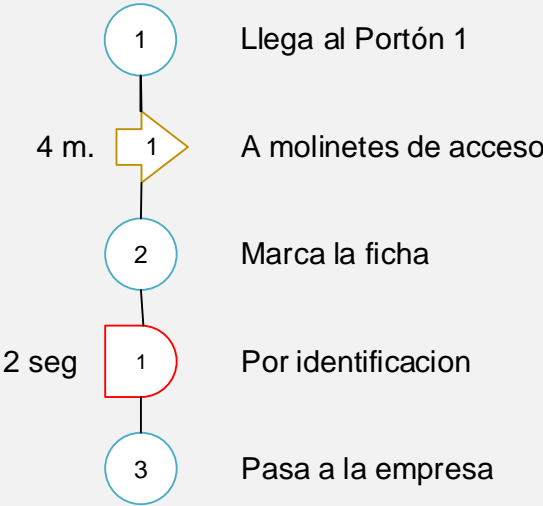 1 Llega al Portón 1
4 m. 1 A molinetes de acceso
2 Marca la ficha
2 seg 1 Por identificacion
3 Pasa a la empresa